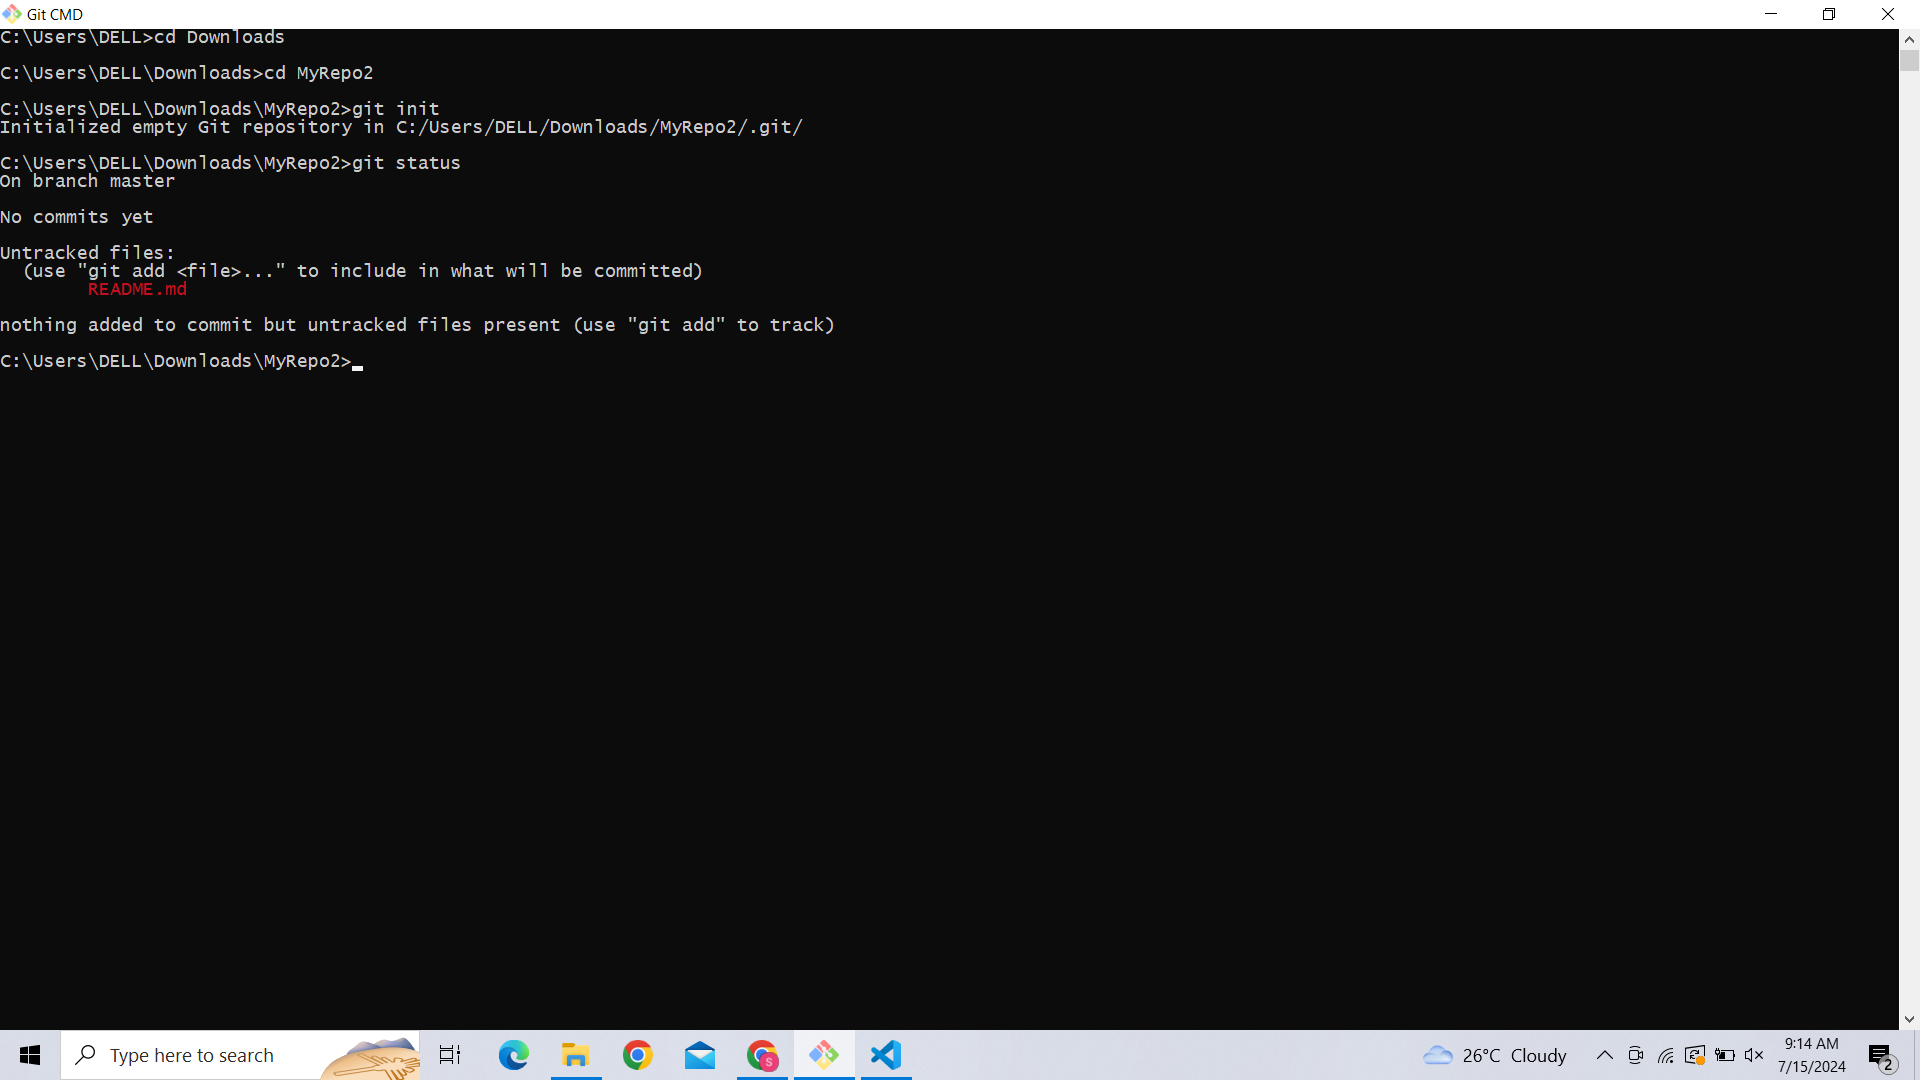 Git CMD
C:\Users\DELL>cd Downloads
C:\Users\DELL\Downloads>cd MyRepo2
C:\Users\DELL\Downloads\MyRepo2>git init
Initialized empty Git repository in C:/Users/DELL/Downloads/MyRepo2/.git/
C:\Users\DELL\Downloads\MyRepo2>git status
On branch master
No commits yet
Untracked files:
  (use "git add <file>..." to include in what will be committed)
        README.md
nothing added to commit but untracked files present (use "git add" to track)
C:\Users\DELL\Downloads\MyRepo2>
Type here to search
S
26°C Cloudy
9:14 AM
7/15/2024
2